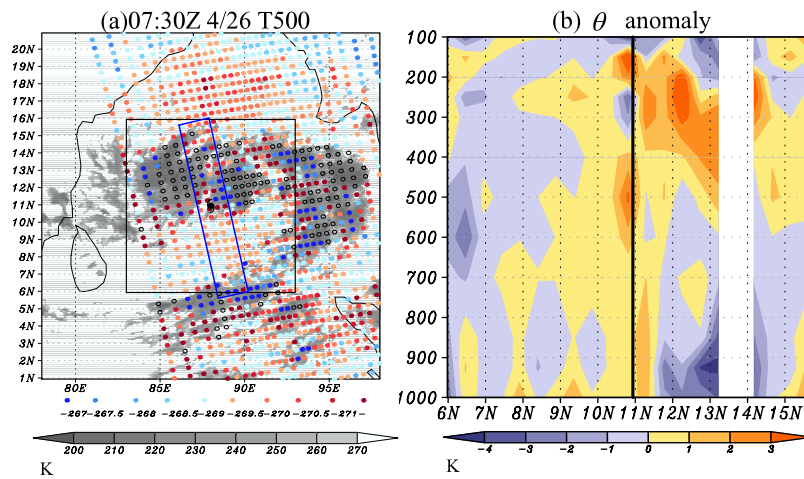 (a)07:30Z 4/26 T500
20N
19N
18N
17N
16N
15N
14N
13N
12N
11N
10N
9N
8N
7N
6N
5N
4N
3N
2N
1N
80E 85E 90E 95E
-267 -267.5 -268 -268.5 -269 -269.5 -270 -270.5 -271 -
200 210 220 230 240 250 260 270
K
(b) θ anomaly
100
200
300
400
500
600
700
800
900
1000
6N 7N 8N 9N 10N 11N 12N 13N 14N 15N
-4 -3 -2 -1 0 1 2 3
K